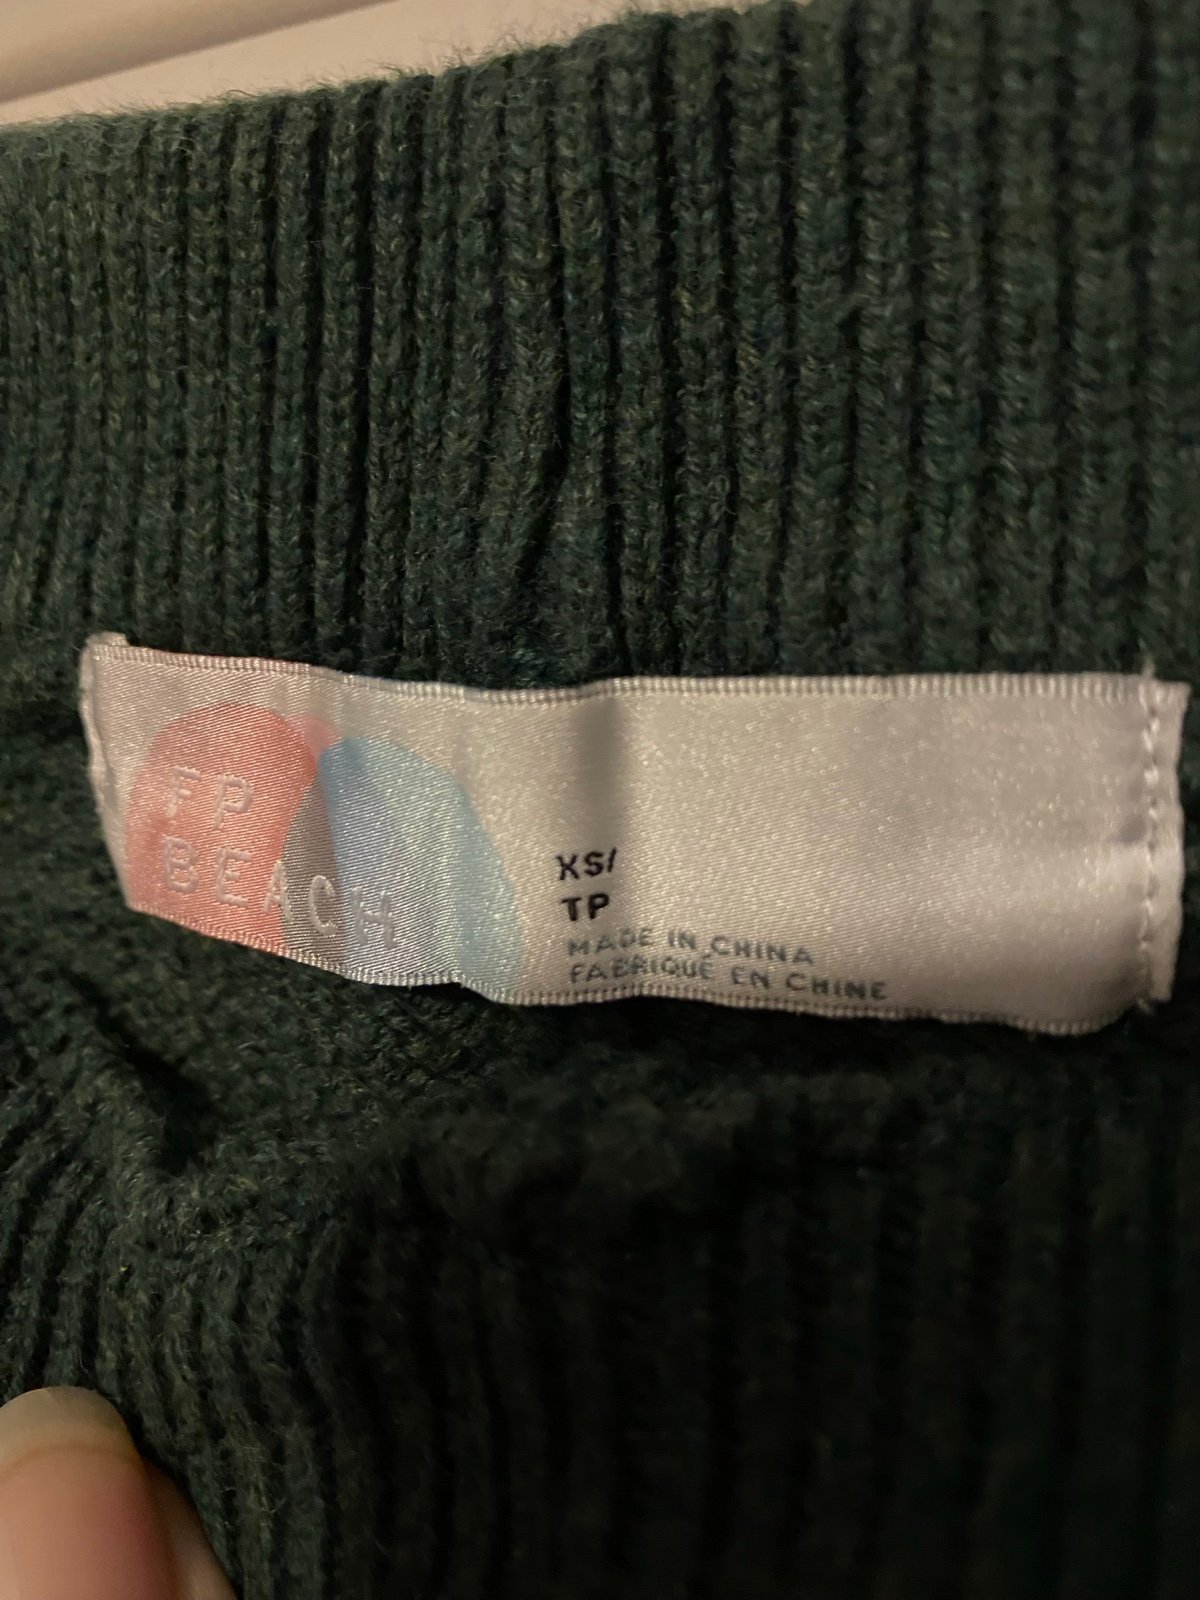 FP
BEACH
XS/
TP
MADE IN CHINA
FABRIQUÉ EN CHINE